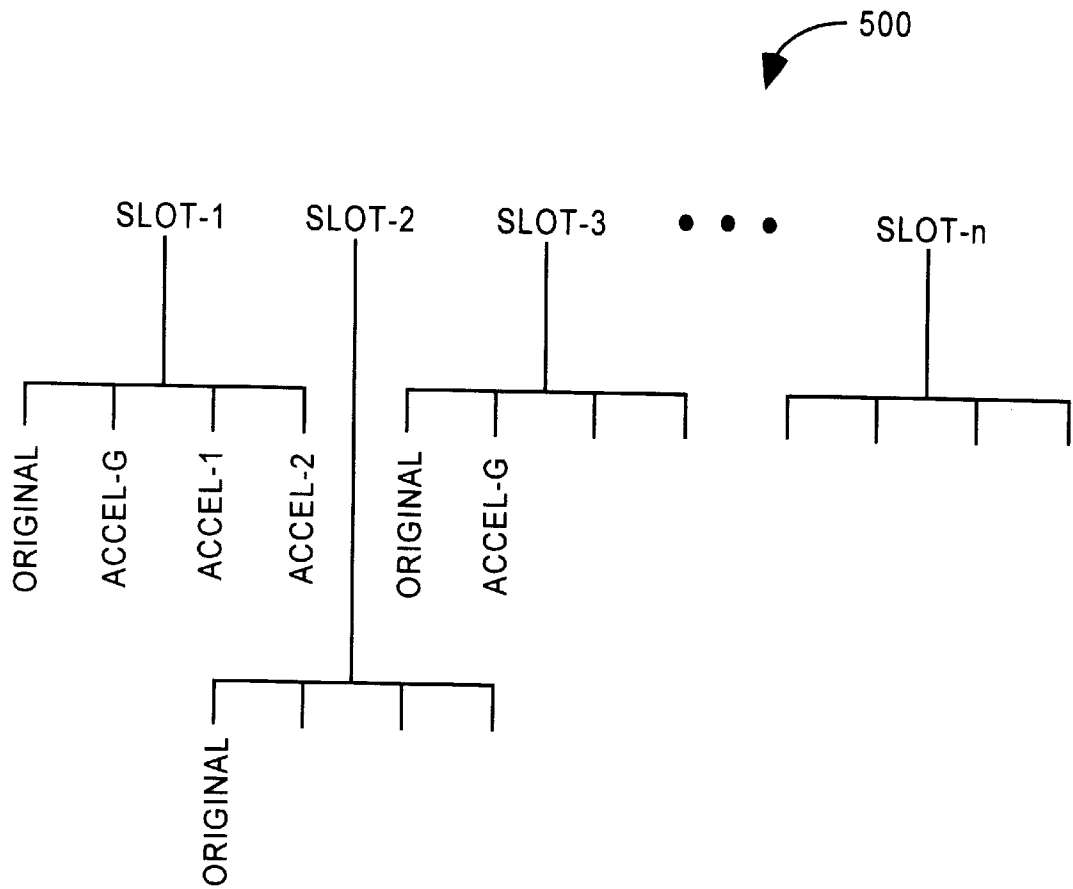 500
SLOT-1
SLOT-2
SLOT-3
SLOT-n
ORIGINAL
ACCEL-G
ACCEL-1
ACCEL-2
ORIGINAL
ACCEL-G
ORIGINAL